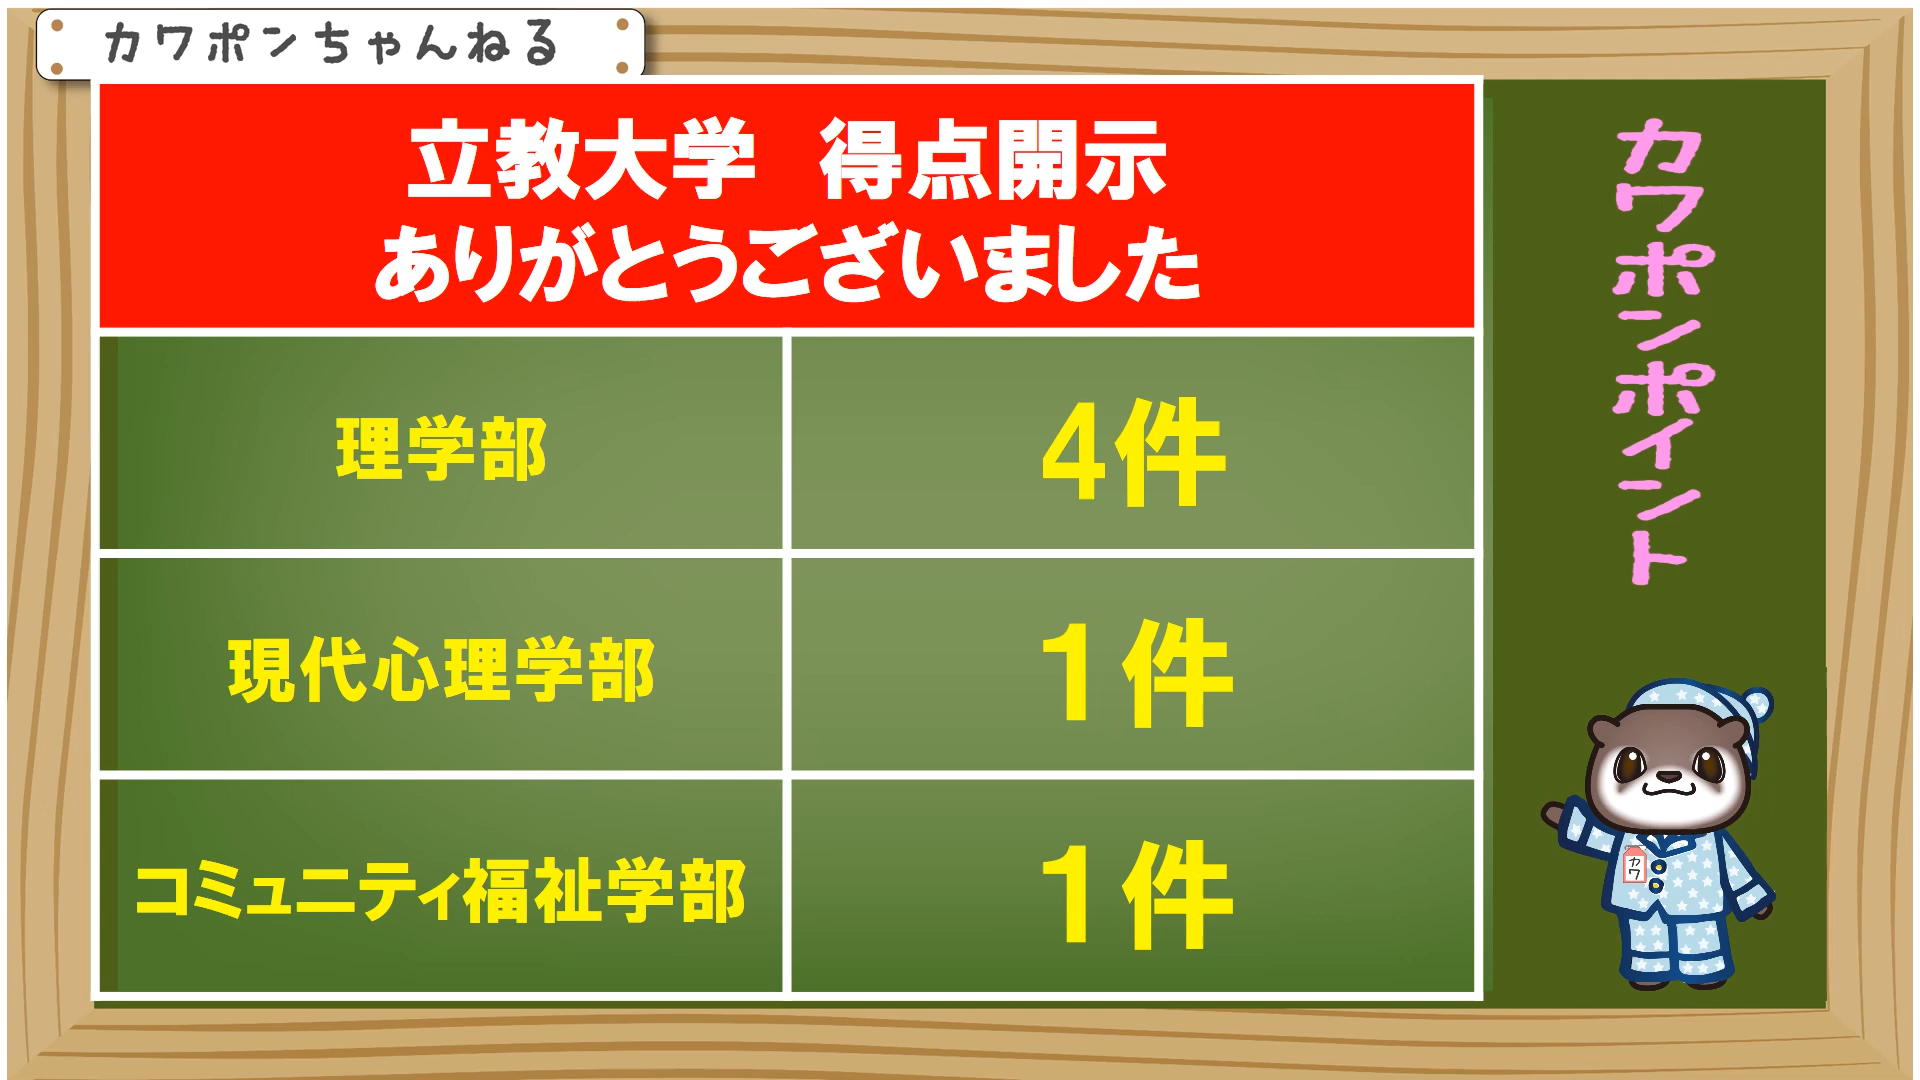 カワポンちゃんねる
立教大学　得点開示
ありがとうございました
理学部
4件
現代心理学部
1件
コミュニティ福祉学部
1件
カワポンポイント
カワ